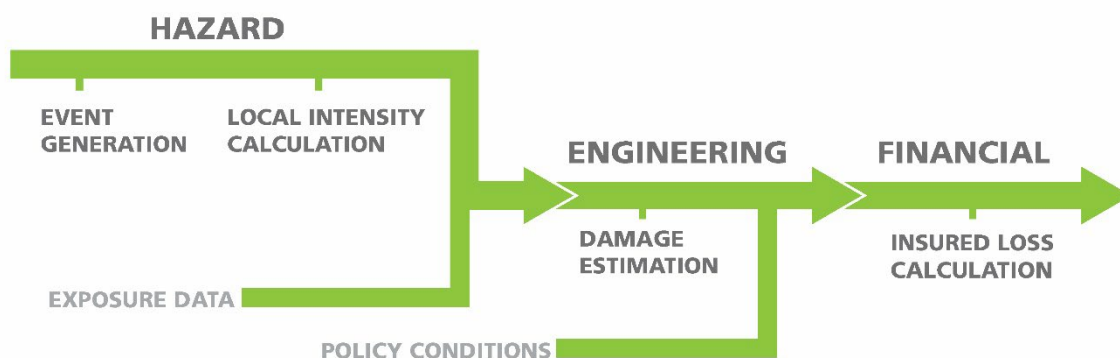 HAZARD
EVENT
GENERATION
LOCAL INTENSITY
CALCULATION
ENGINEERING
FINANCIAL
DAMAGE
ESTIMATION
INSURED LOSS
CALCULATION
EXPOSURE DATA
POLICY CONDITIONS